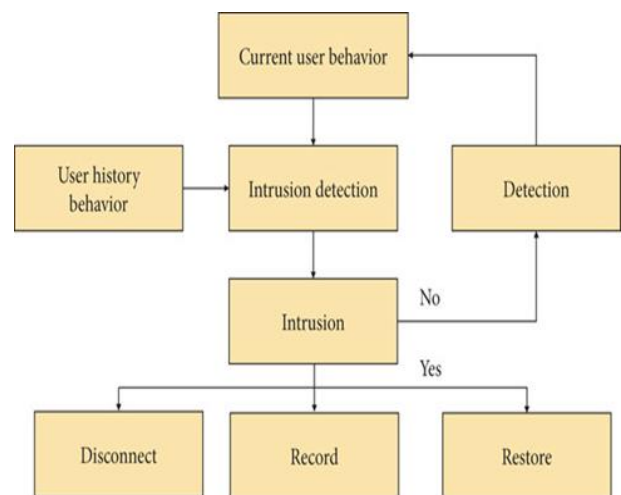 Current user behavior
User history
behavior
Intrusion detection
Detection
Intrusion
No
Yes
Disconnect
Record
Restore